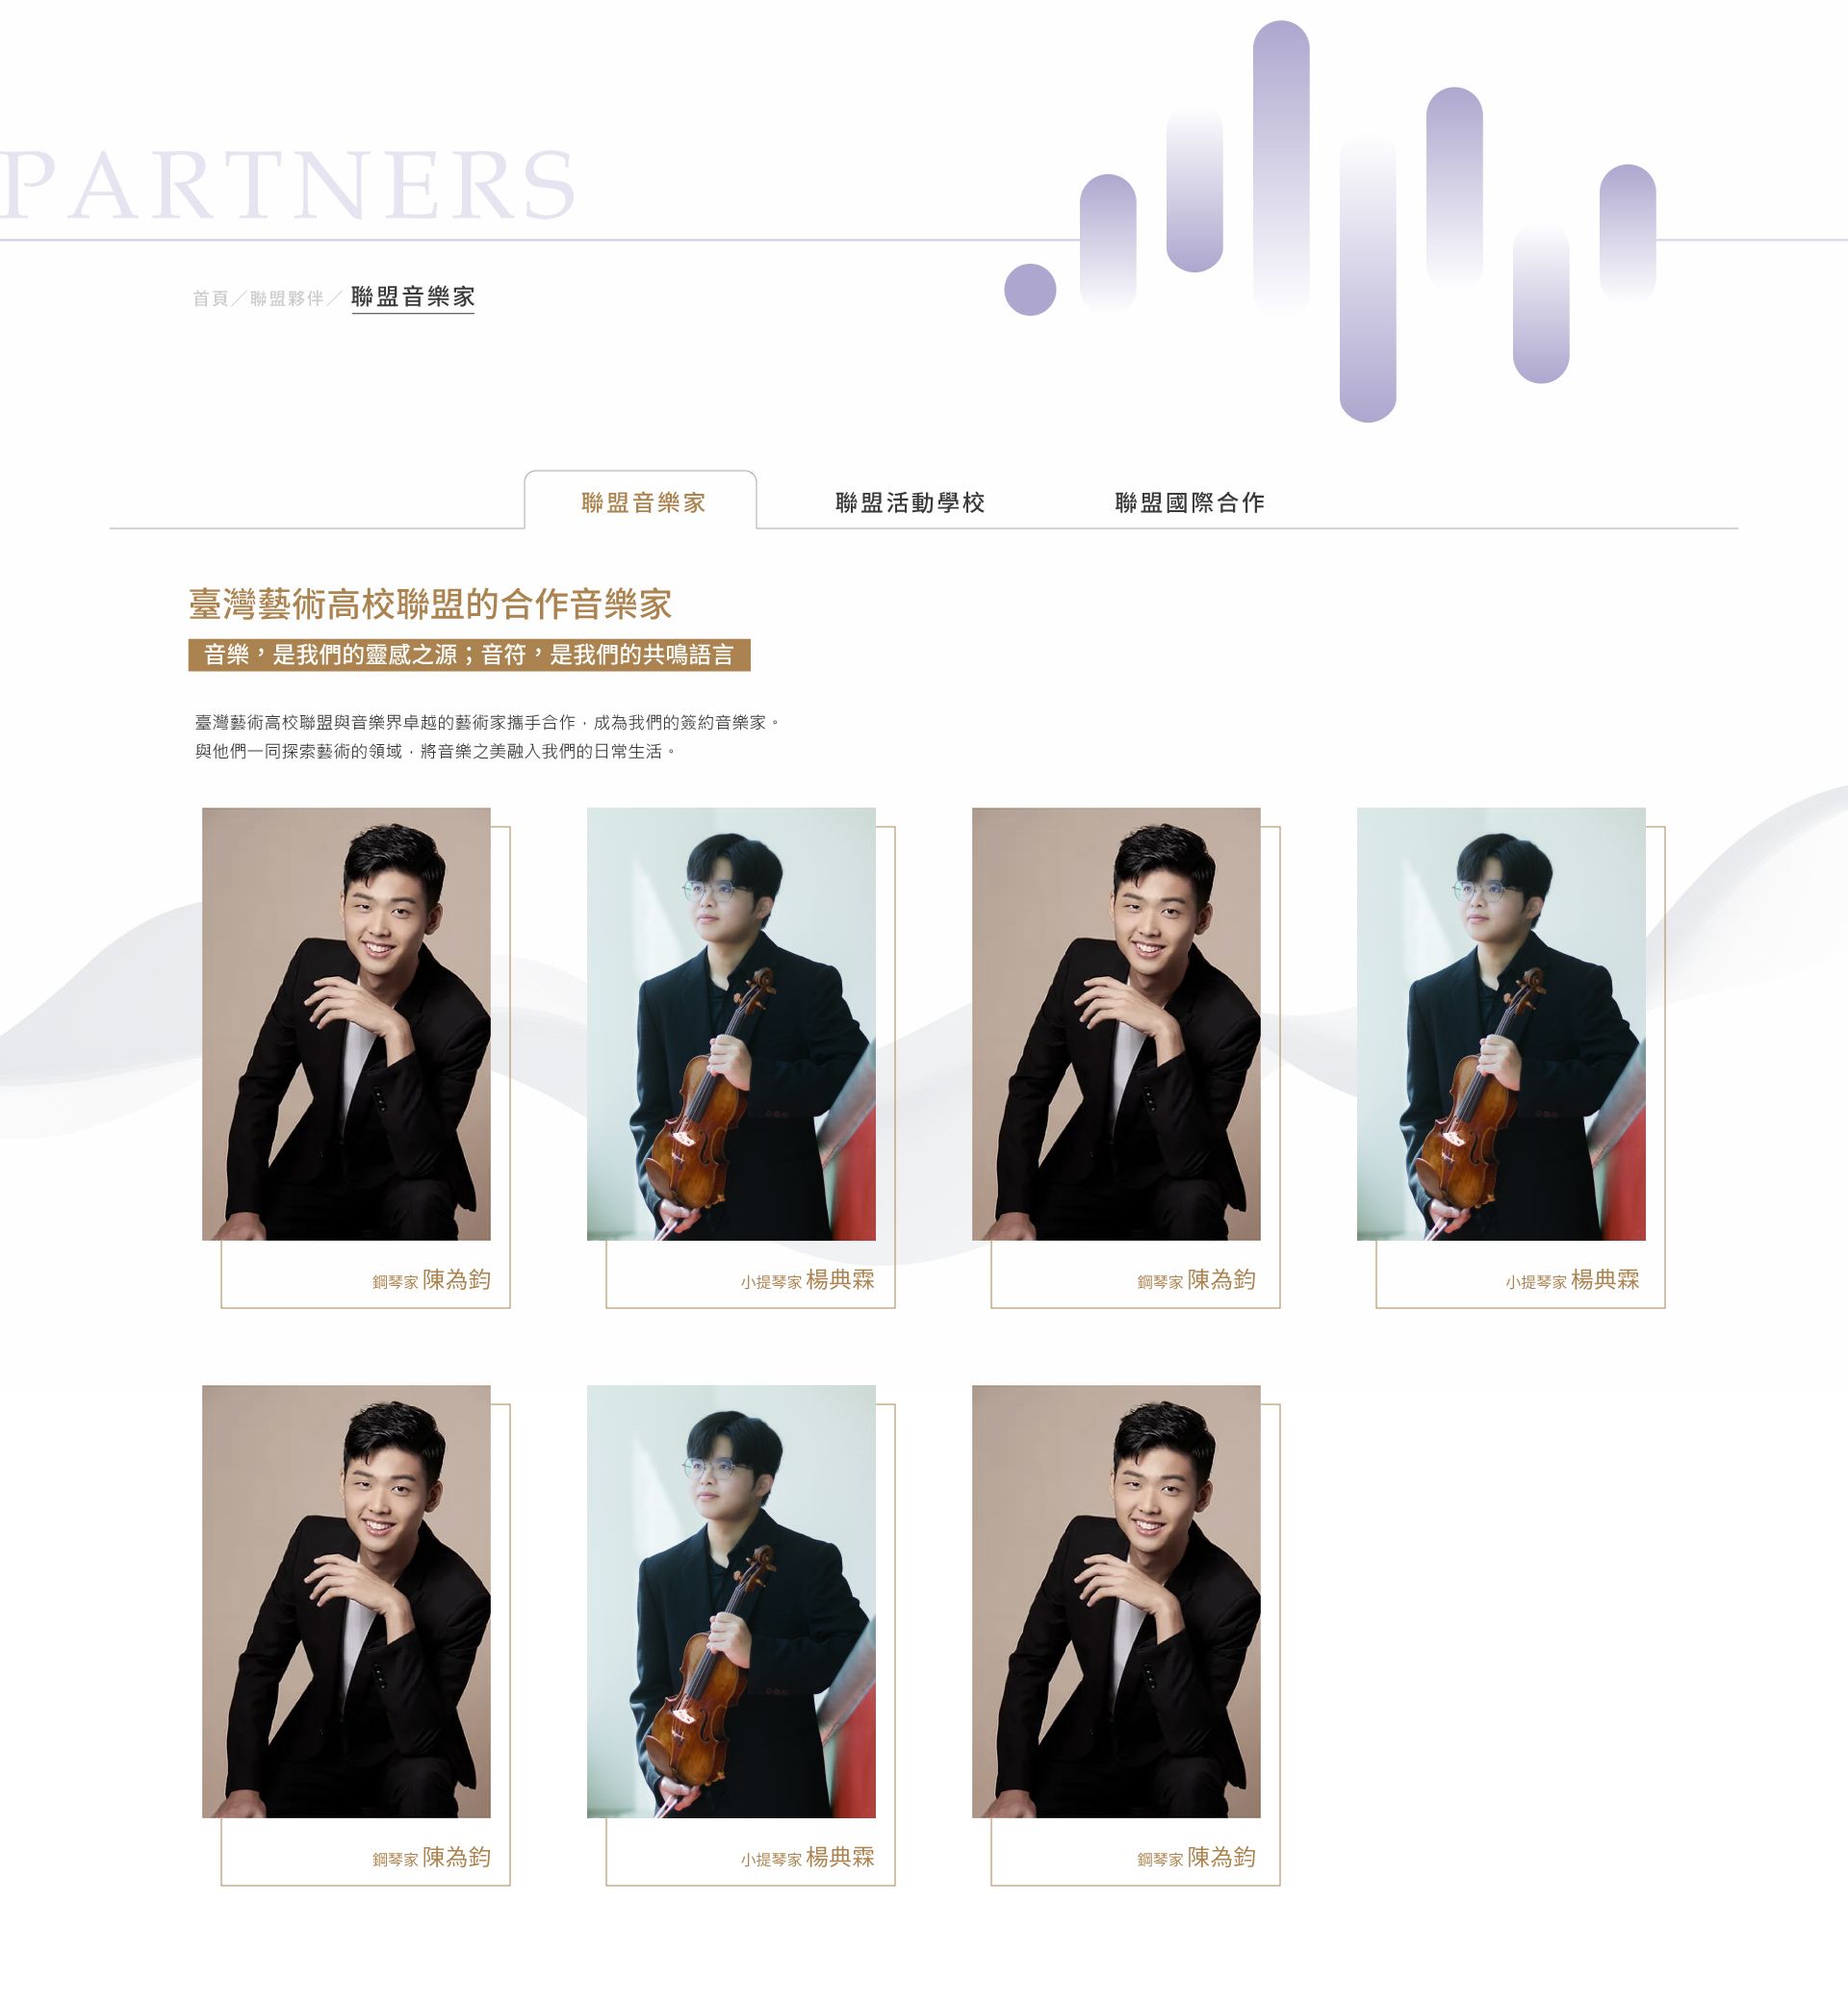 PARTNERS
首頁／聯盟夥伴／ 聯盟音樂家
聯盟音樂家 聯盟活動學校 聯盟國際合作
臺灣藝術高校聯盟的合作音樂家
音樂，是我們的靈感之源；音符，是我們的共鳴語言
臺灣藝術高校聯盟與音樂界卓越的藝術家攜手合作，成為我們的簽約音樂家。
與他們一同探索藝術的領域，將音樂之美融入我們的日常生活。
鋼琴家 陳為鈞
小提琴家 楊典霖
鋼琴家 陳為鈞
小提琴家 楊典霖
鋼琴家 陳為鈞
小提琴家 楊典霖
鋼琴家 陳為鈞